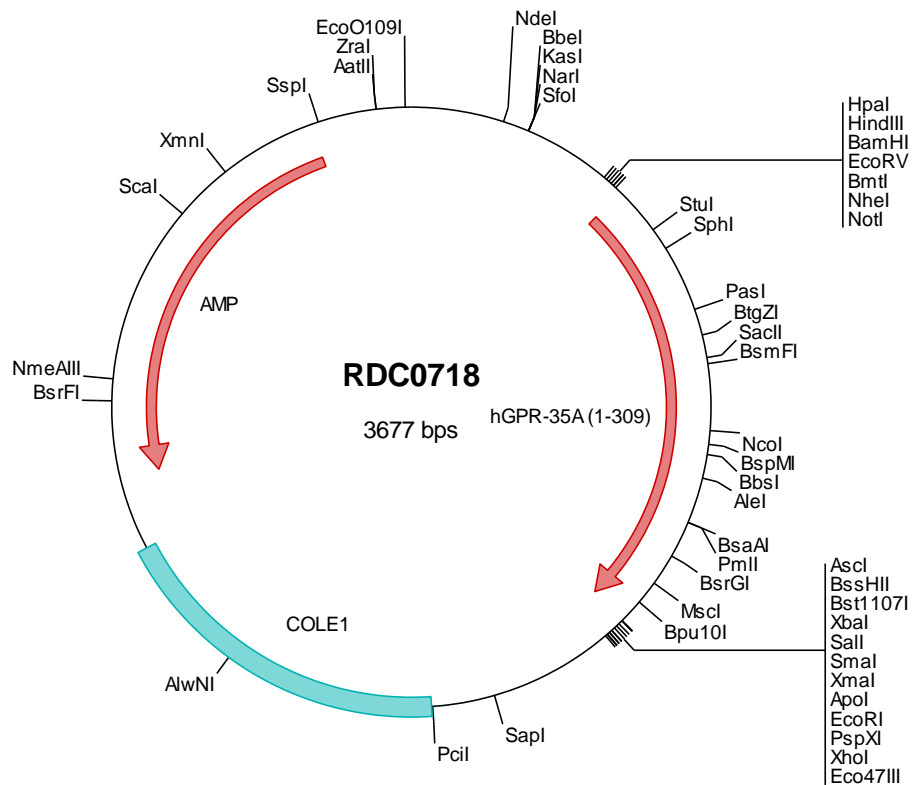 EcoO109I
ZraI
AatII
SspI
XmnI
ScaI
NdeI
BbeI
KasI
NarI
SfoI
HpaI
HindIII
BamHI
EcoRV
BmtI
NheI
NotI
StuI
SphI
PasI
BtgZI
SacII
BsmFI
AMP
NmeAIII
BsrFI
RDC0718
3677 bps
hGPR-35A (1-309)
NcoI
BspMI
BbsI
AleI
BsaAI
PmlI
BsrGI
MscI
Bpu10I
AscI
BssHII
Bst1107I
XbaI
SalI
SmaI
XmaI
ApoI
EcoRI
PspXI
XhoI
Eco47III
COLE1
AlwNI
PciI
SapI